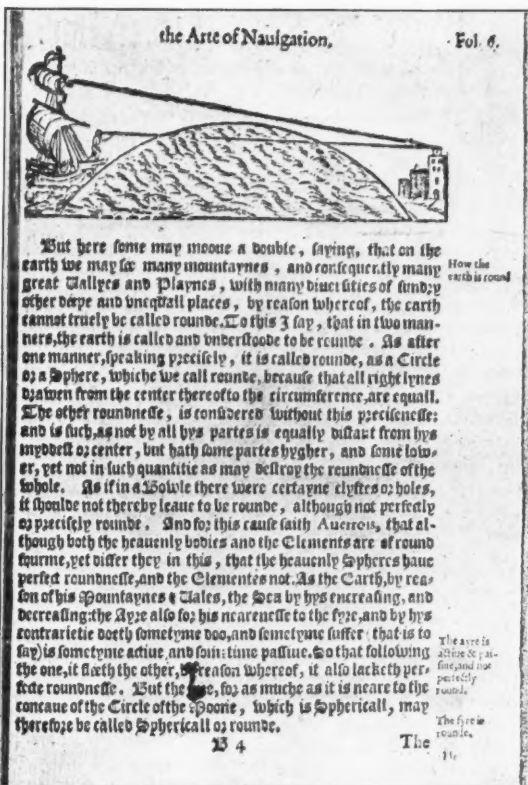 the Arte of Nauigation.
Fol. 6.
But here some may mooue a double, saying, that on the
earth we may see many mountaynes, and consequently many
great Vallyes and Playnes, with many diuersities of sundry
other deepe and vnequall places, by reason whereof, the earth
cannot truely be called rounde. To this I say, that in two man-
ners, the earth is called and vnderstoode to be rounde. As after
one manner, speaking precisely, it is called rounde, as a Circle
or a Sphere, whiche we call rounde, because that all right lynes
drawen from the center thereof to the circumference, are equall.
The other roundnesse, is considered without this precisenesse:
and is such, as not by all hys partes is equally distant from hys
myddest or center, but hath some partes hygher, and some low-
er, yet not in such quantitie as may destroy the roundnesse of the
whole. As if in a Bowle there were certayne clyftes or holes,
it shoulde not thereby leaue to be rounde, although not perfectly
or precisely rounde. And for this cause saith Auerrois, that al-
though both the heauenly bodies and the Elements are of round
fourme, yet differ they in this, that the heauenly Spheres haue
perfect roundnesse, and the Elementes not. As the Earth, by rea-
son of his Mountaynes & Vales, the Sea by hys encreasing, and
decreasing: the Ayre also for his nearenesse to the fyre, and by hys
contrarietie doeth sometyme doo, and sometyme suffer (that is to
say) is sometyme actiue, and somtime passiue. So that following
the one, it fleeth the other, reason whereof, it also lacketh per-
fecte roundnesse. But the for as muche as it is neare to the
concaue of the Circle of the Moone, which is Sphericall, may
therefore be called Sphericall or rounde.
B 4
The
How the
earth is round
The ayre is
actiue & pas-
siue, and not
perfectly
round.
The fyre is
rounde.